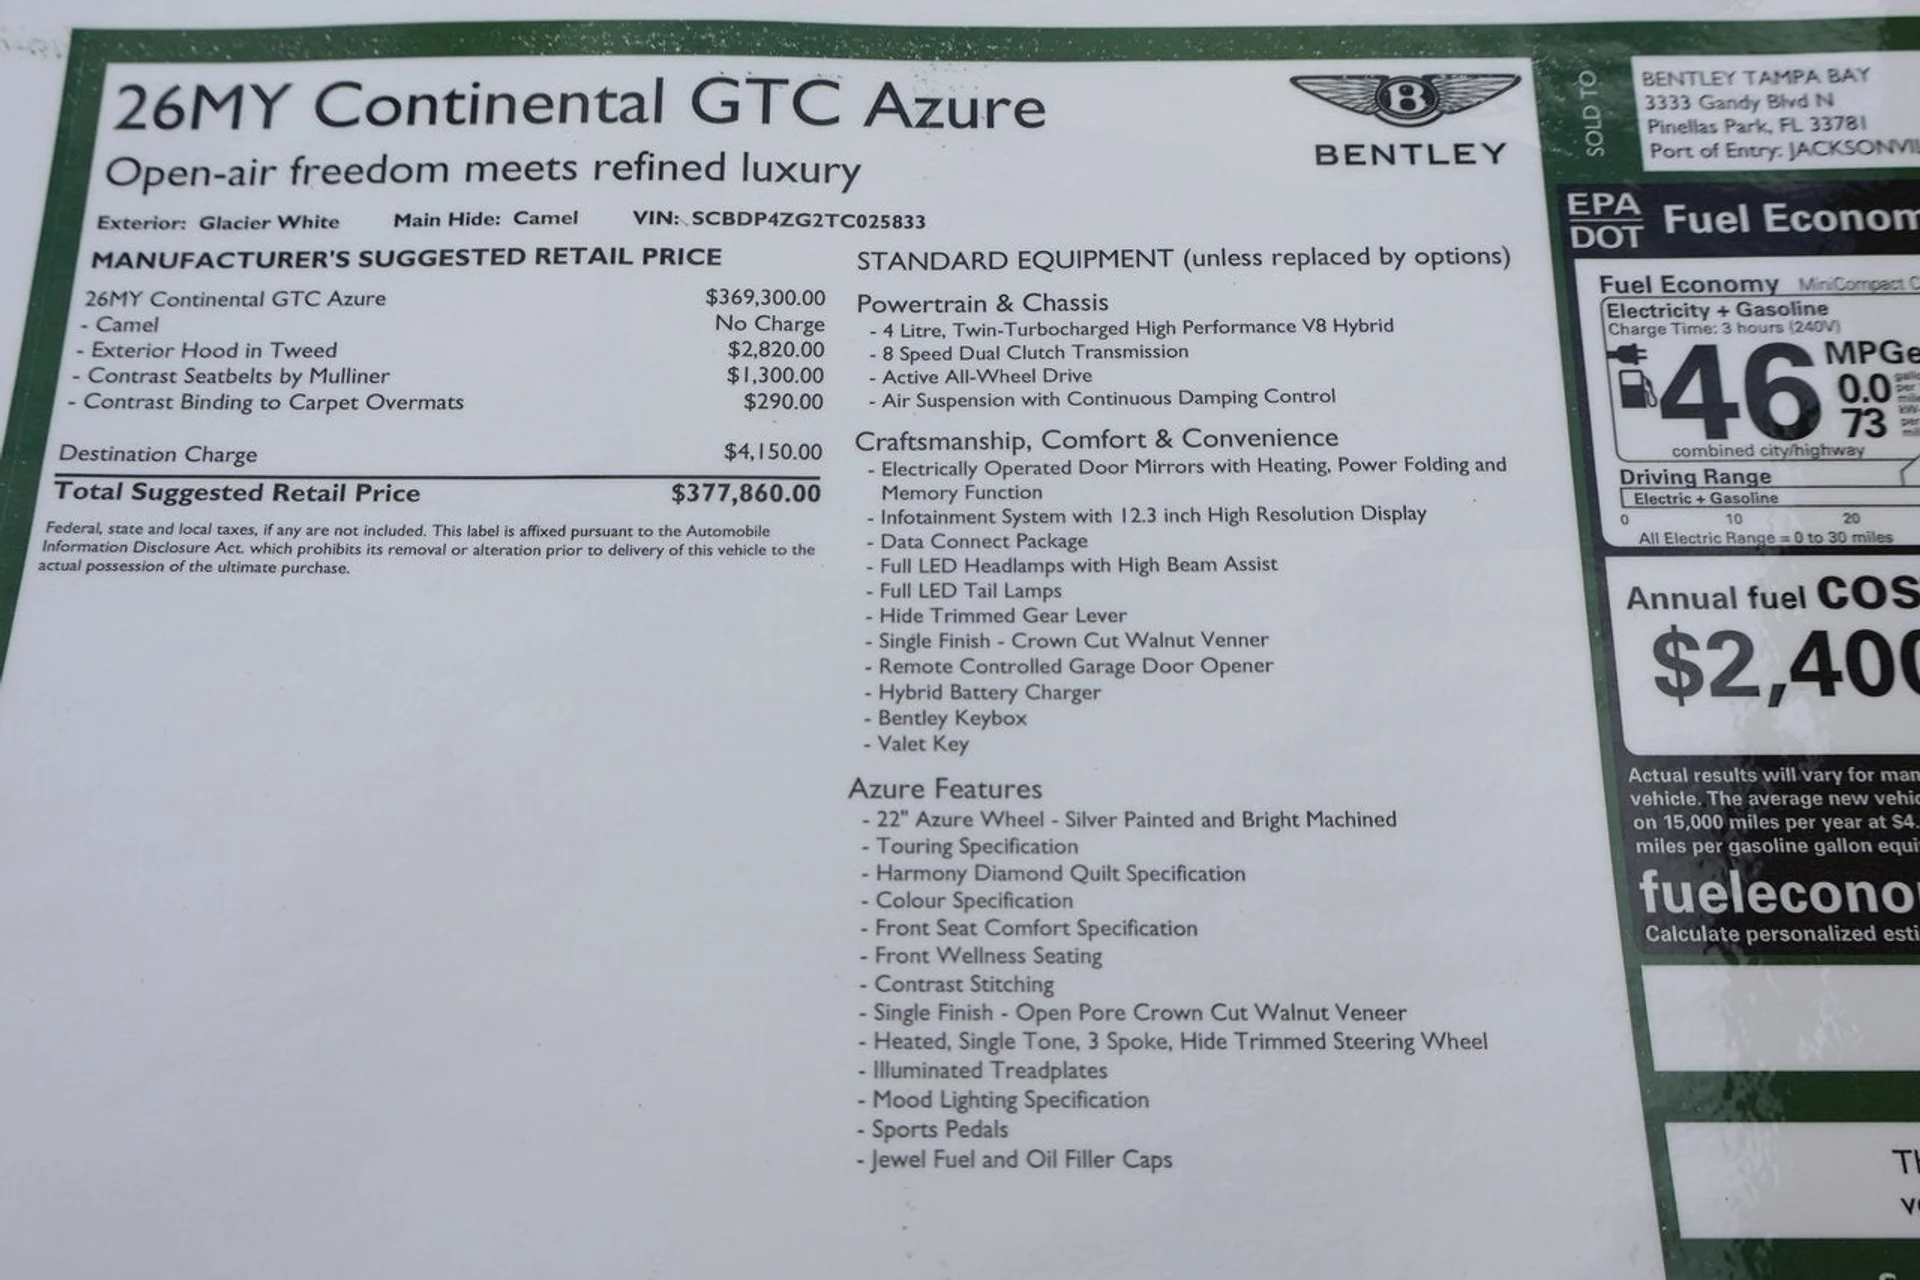 26MY Continental GTC Azure
Open-air freedom meets refined luxury
BENTLEY
Exterior: Glacier White Main Hide: Camel VIN: SCBDP4ZG2TC025833
MANUFACTURER'S SUGGESTED RETAIL PRICE
26MY Continental GTC Azure $369,300.00
- Camel No Charge
- Exterior Hood in Tweed $2,820.00
- Contrast Seatbelts by Mulliner $1,300.00
- Contrast Binding to Carpet Overmats $290.00
Destination Charge $4,150.00
Total Suggested Retail Price $377,860.00
Federal, state and local taxes, if any are not included. This label is affixed pursuant to the Automobile
Information Disclosure Act. which prohibits its removal or alteration prior to delivery of this vehicle to the
actual possession of the ultimate purchase.
STANDARD EQUIPMENT (unless replaced by options)
Powertrain & Chassis
- 4 Litre, Twin-Turbocharged High Performance V8 Hybrid
- 8 Speed Dual Clutch Transmission
- Active All-Wheel Drive
- Air Suspension with Continuous Damping Control
Craftsmanship, Comfort & Convenience
- Electrically Operated Door Mirrors with Heating, Power Folding and
Memory Function
- Infotainment System with 12.3 inch High Resolution Display
- Data Connect Package
- Full LED Headlamps with High Beam Assist
- Full LED Tail Lamps
- Hide Trimmed Gear Lever
- Single Finish - Crown Cut Walnut Venner
- Remote Controlled Garage Door Opener
- Hybrid Battery Charger
- Bentley Keybox
- Valet Key
Azure Features
- 22" Azure Wheel - Silver Painted and Bright Machined
- Touring Specification
- Harmony Diamond Quilt Specification
- Colour Specification
- Front Seat Comfort Specification
- Front Wellness Seating
- Contrast Stitching
- Single Finish - Open Pore Crown Cut Walnut Veneer
- Heated, Single Tone, 3 Spoke, Hide Trimmed Steering Wheel
- Illuminated Treadplates
- Mood Lighting Specification
- Sports Pedals
- Jewel Fuel and Oil Filler Caps
SOLD TO
BENTLEY TAMPA BAY
3333 Gandy Blvd N
Pinellas Park, FL 33781
Port of Entry: JACKSONVIL
EPA
DOT
Fuel Econom
Fuel Economy MiniCompact C
Electricity + Gasoline
Charge Time: 3 hours (240V)
46 MPGe
0.0
73
combined city/highway
Driving Range
Electric + Gasoline
0 10 20
All Electric Range = 0 to 30 miles
Annual fuel COS
$2,400
Actual results will vary for man
vehicle. The average new vehic
on 15,000 miles per year at $4.
miles per gasoline gallon equi
fuelecono
Calculate personalized esti